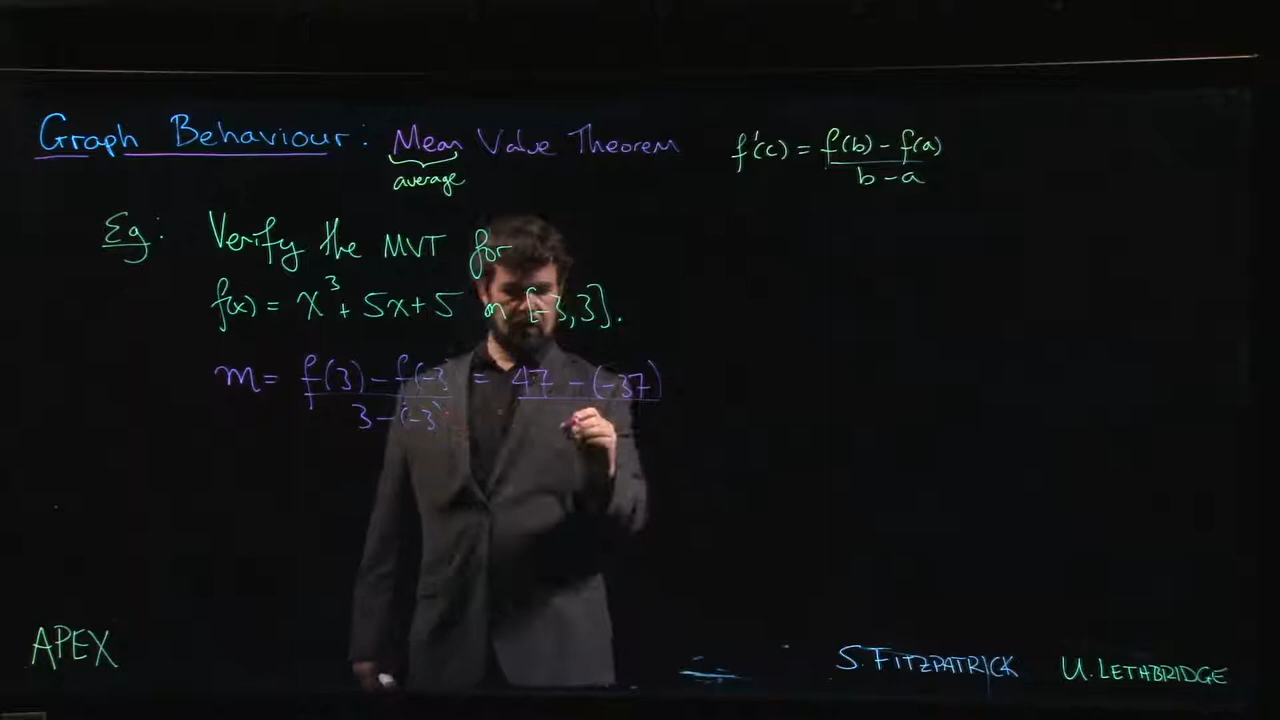 Graph Behaviour: Mean Value Theorem f'(c) = f(b) - f(a)
average b - a
Eg: Verify the MVT for
f(x) = x³ + 5x + 5 on [-3, 3].
m = f(3) - f(-3 = 47 - (-37)
3 - (-3)
APEX S. FITZPATRICK U. LETHBRIDGE